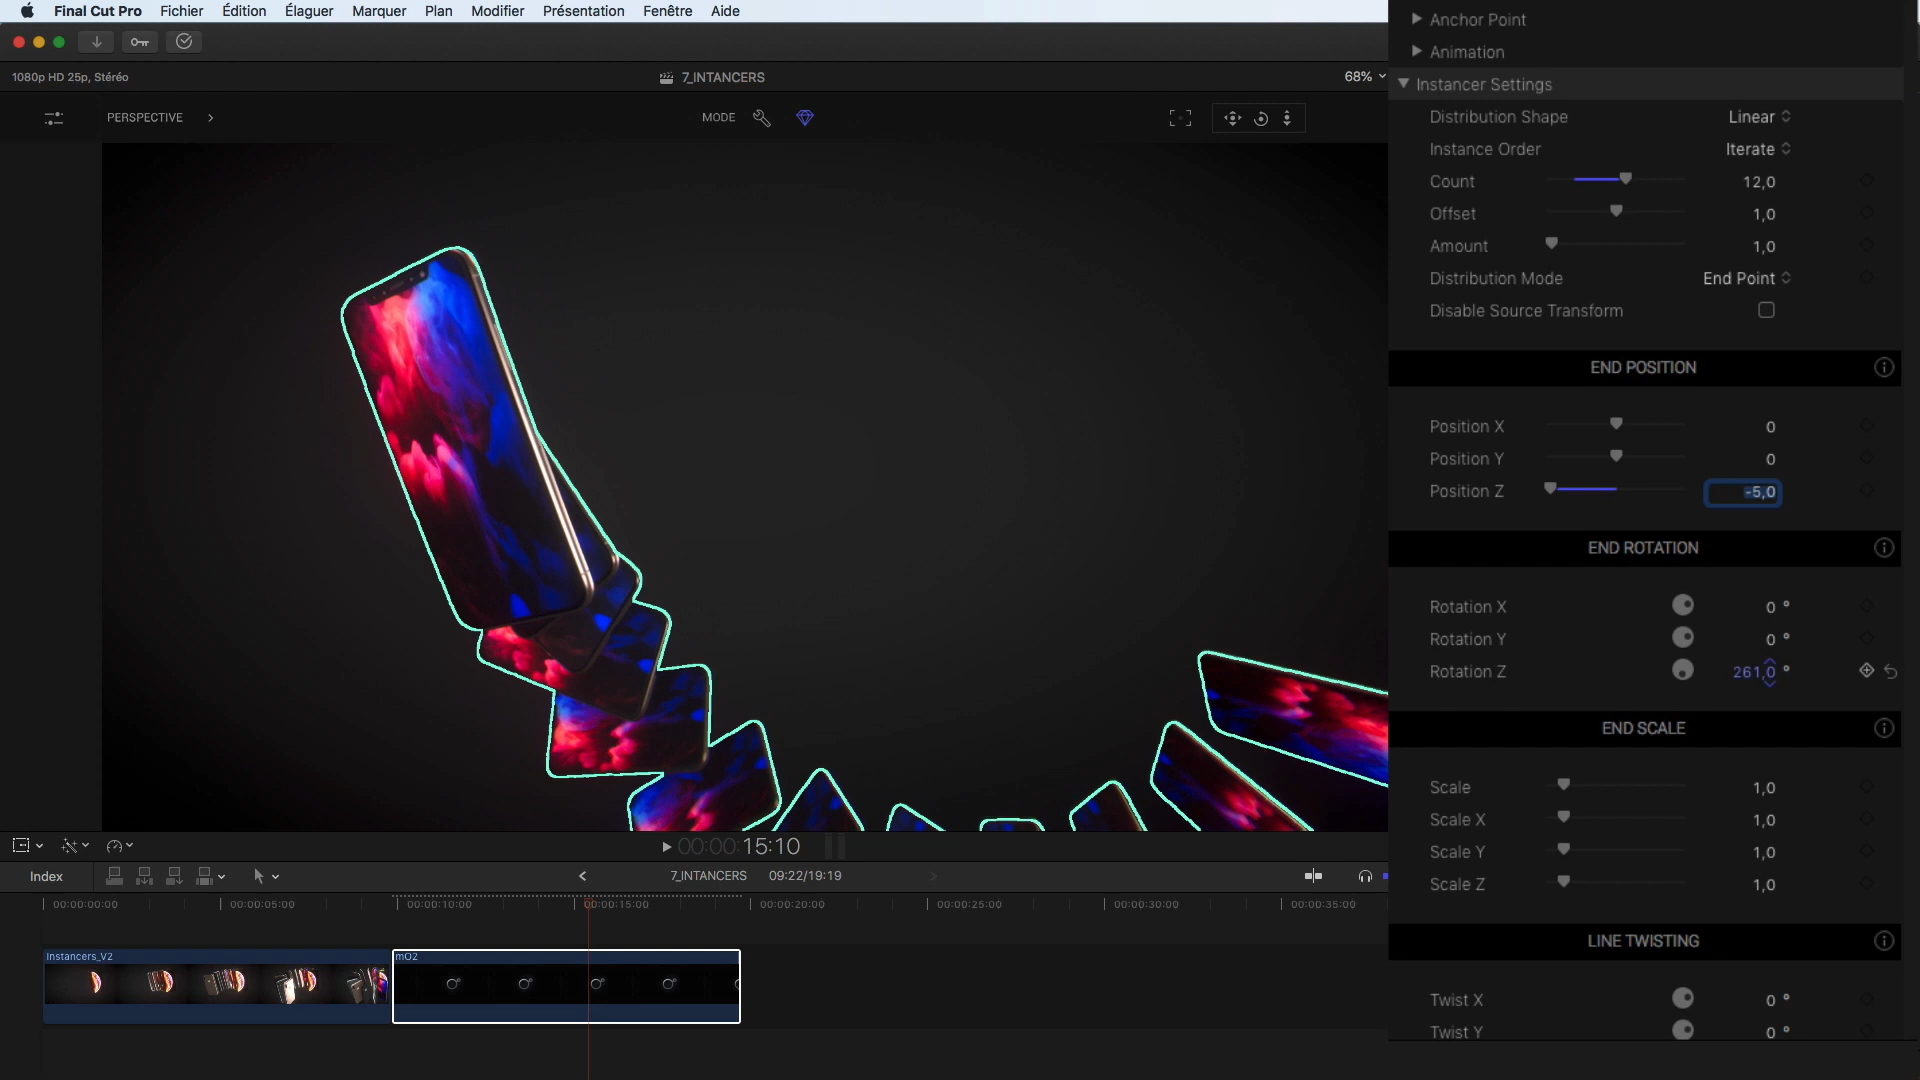 Final Cut Pro Fichier Édition Élaguer Marquer Plan Modifier Présentation Fenêtre Aide
1080p HD 25p, Stéréo
7_INTANCERS
68%
PERSPECTIVE
MODE
Anchor Point
Animation
Instancer Settings
Distribution Shape Linear
Instance Order Iterate
Count 12,0
Offset 1,0
Amount 1,0
Distribution Mode End Point
Disable Source Transform
END POSITION
Position X 0
Position Y 0
Position Z -5,0
END ROTATION
Rotation X 0 °
Rotation Y 0 °
Rotation Z 261,0 °
END SCALE
Scale 1,0
Scale X 1,0
Scale Y 1,0
Scale Z 1,0
LINE TWISTING
Twist X 0 °
Twist Y 0 °
00:00:15:10
Index
7_INTANCERS 09:22/19:19
00:00:00:00 00:00:05:00 00:00:10:00 00:00:15:00 00:00:20:00 00:00:25:00 00:00:30:00 00:00:35:00
Instancers_V2
mO2